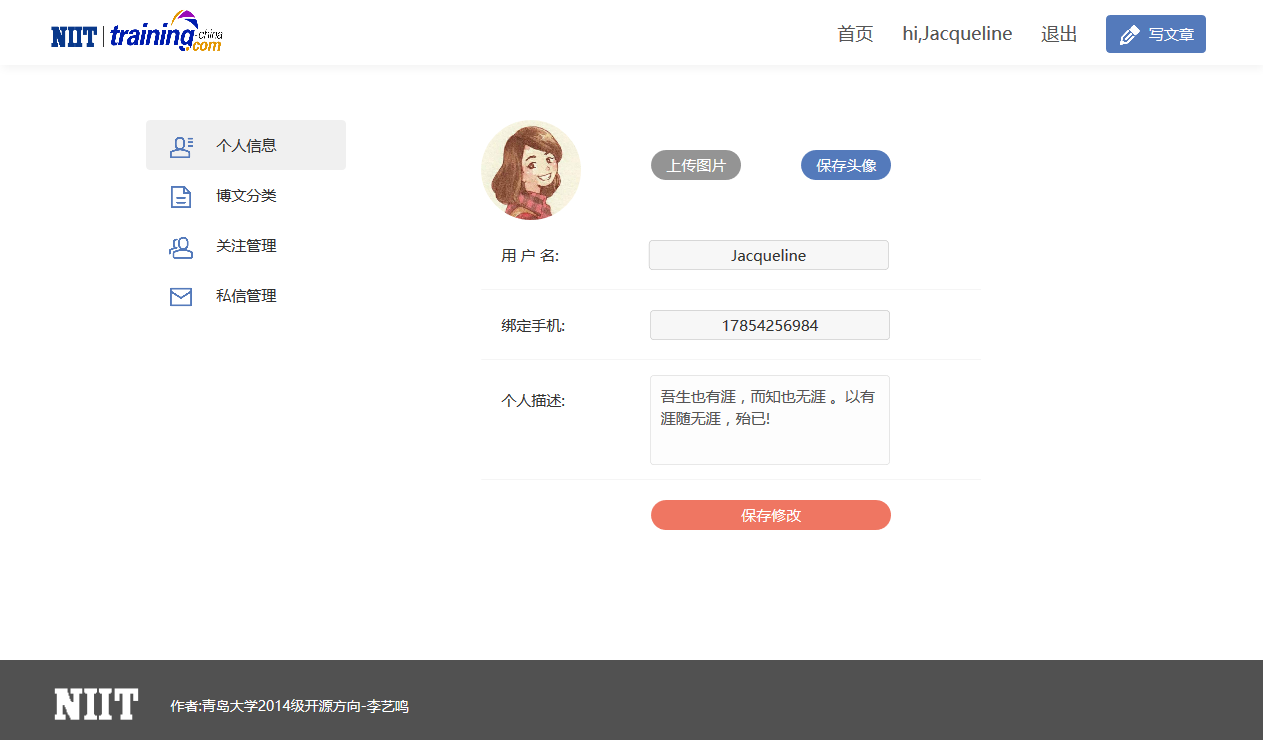 NIIT training-china.com
首页 hi,Jacqueline 退出 写文章
个人信息
博文分类
关注管理
私信管理
上传图片 保存头像
用 户 名: Jacqueline
绑定手机: 17854256984
个人描述: 吾生也有涯，而知也无涯 。以有
涯随无涯，殆已!
保存修改
NIIT 作者:青岛大学2014级开源方向-李艺鸣